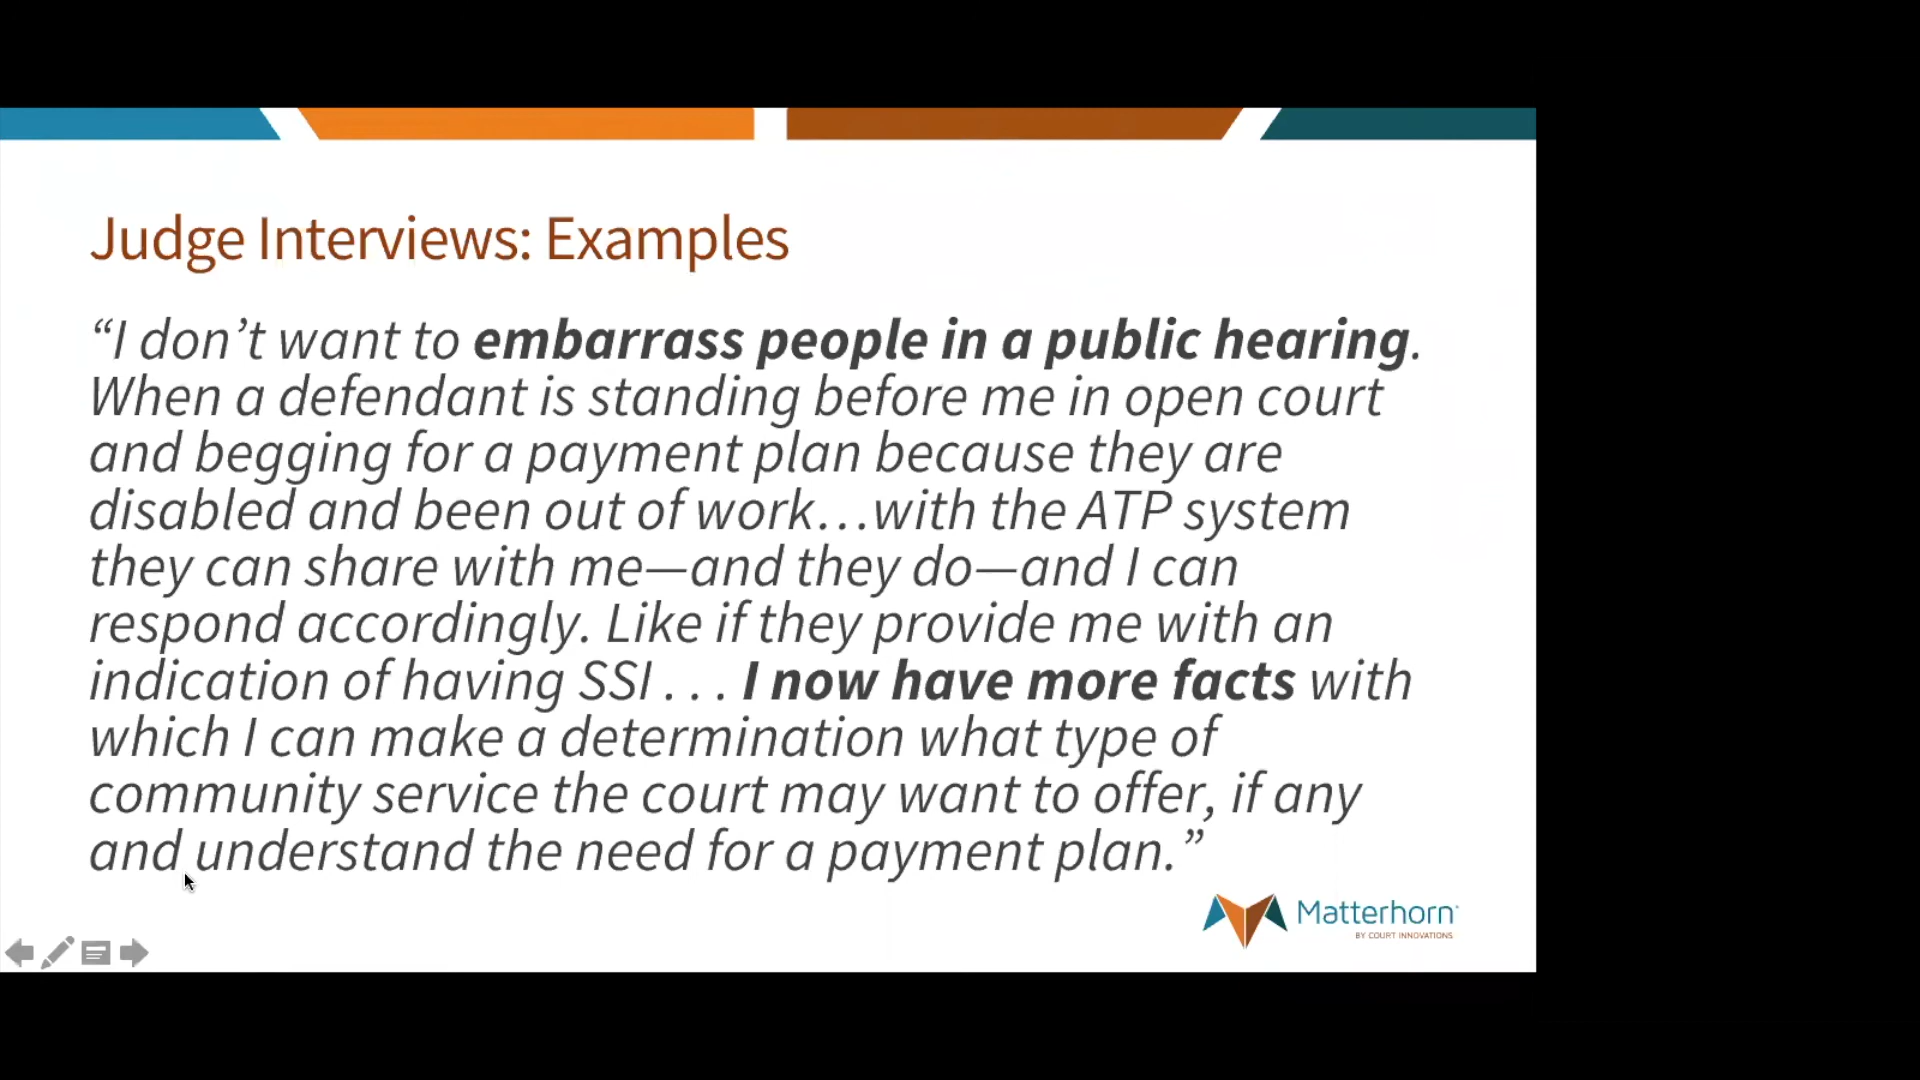 Judge Interviews: Examples
“I don’t want to embarrass people in a public hearing.
When a defendant is standing before me in open court
and begging for a payment plan because they are
disabled and been out of work…with the ATP system
they can share with me—and they do—and I can
respond accordingly. Like if they provide me with an
indication of having SSI . . . I now have more facts with
which I can make a determination what type of
community service the court may want to offer, if any
and understand the need for a payment plan.”
Matterhorn
BY COURT INNOVATIONS